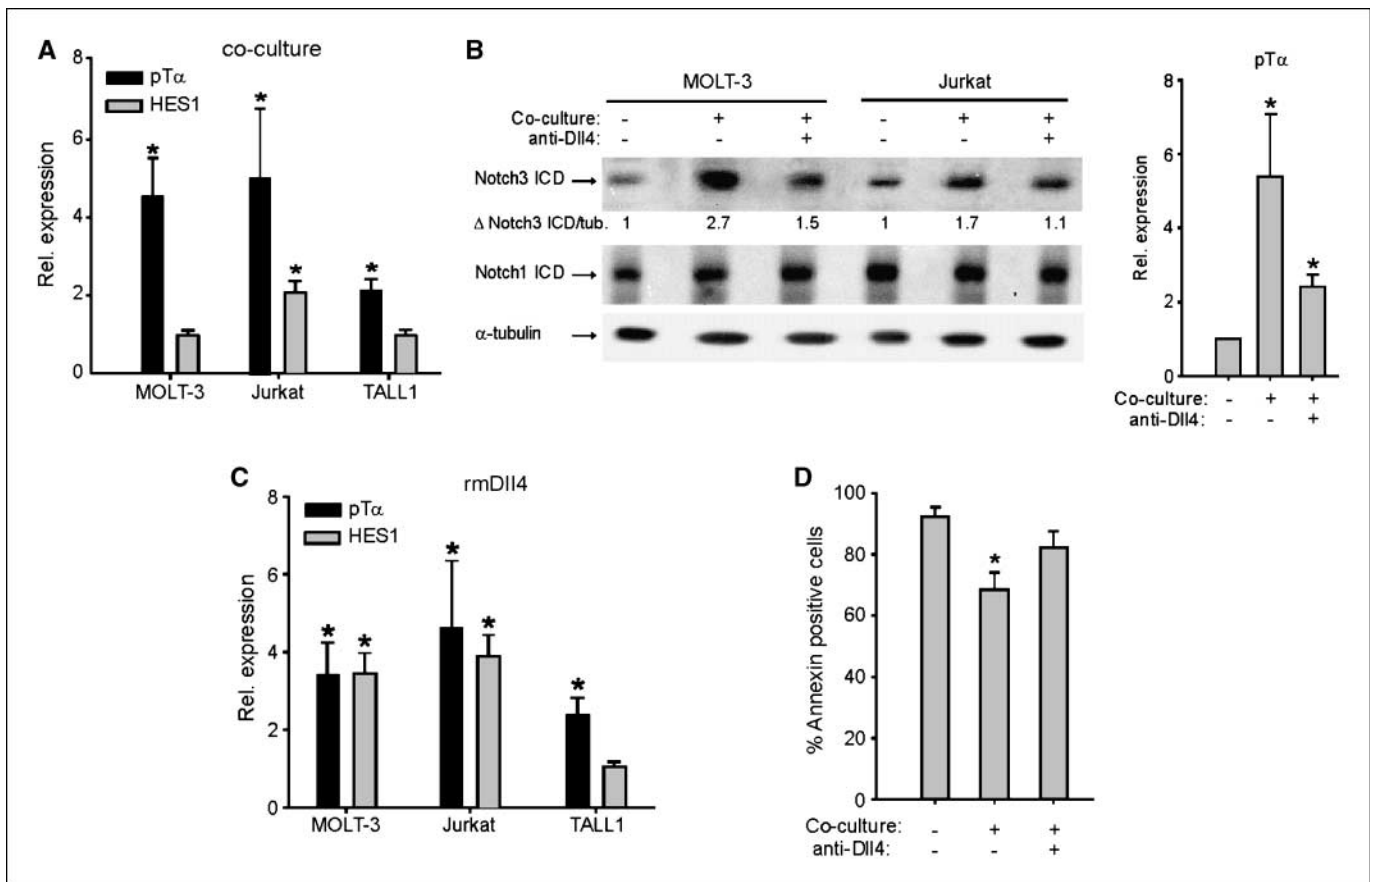 A
co-culture
8
6
4
2
0
Rel. expression
pTα
HES1
* * * *
MOLT-3 Jurkat TALL1
B
MOLT-3 Jurkat
Co-culture: - + + - + +
anti-Dll4: - - + - - +
Notch3 ICD →
Δ Notch3 ICD/tub. 1 2.7 1.5 1 1.7 1.1
Notch1 ICD →
α-tubulin →
pTα
8
6
4
2
0
Rel. expression
* *
Co-culture: - + +
anti-Dll4: - - +
C
rmDll4
8
6
4
2
0
Rel. expression
pTα
HES1
* * * * *
MOLT-3 Jurkat TALL1
D
100
80
60
40
20
0
% Annexin positive cells
*
Co-culture: - + +
anti-Dll4: - - +